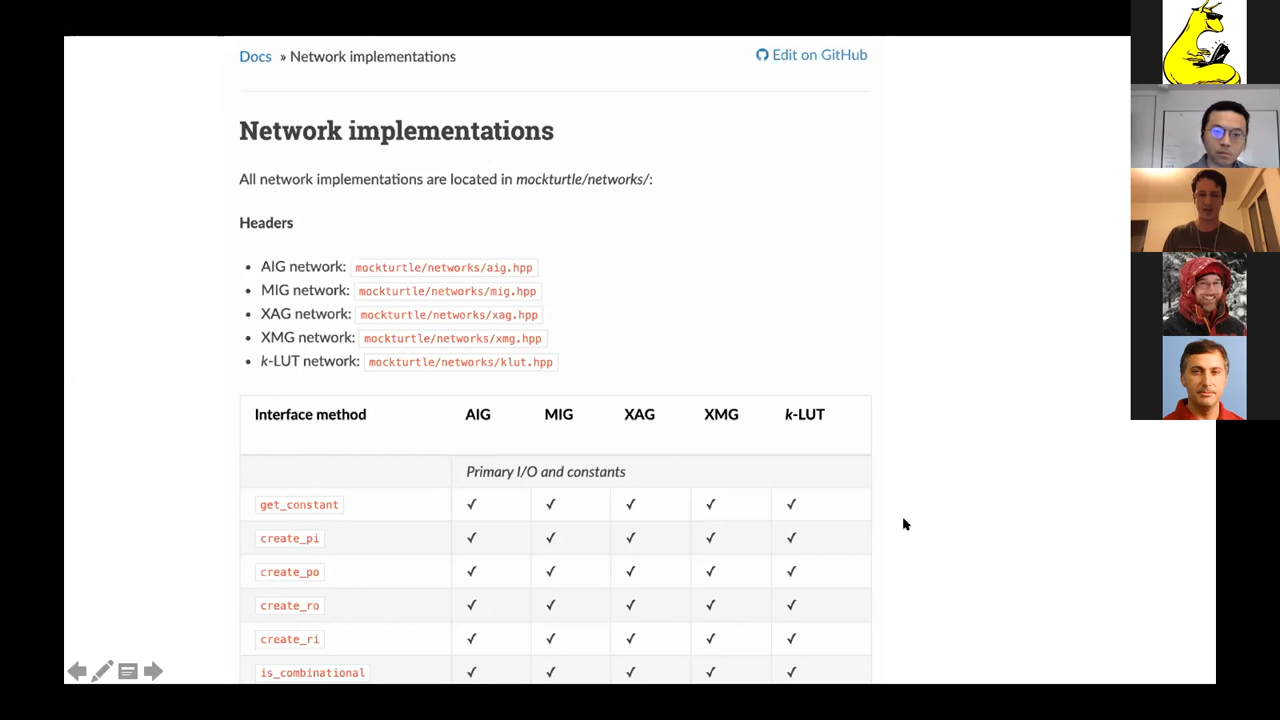 Docs » Network implementations
Edit on GitHub
Network implementations
All network implementations are located in mockturtle/networks/:
Headers
• AIG network: mockturtle/networks/aig.hpp
• MIG network: mockturtle/networks/mig.hpp
• XAG network: mockturtle/networks/xag.hpp
• XMG network: mockturtle/networks/xmg.hpp
• k-LUT network: mockturtle/networks/klut.hpp
Interface method AIG MIG XAG XMG k-LUT
Primary I/O and constants
get_constant ✓ ✓ ✓ ✓ ✓
create_pi ✓ ✓ ✓ ✓ ✓
create_po ✓ ✓ ✓ ✓ ✓
create_ro ✓ ✓ ✓ ✓ ✓
create_ri ✓ ✓ ✓ ✓ ✓
is_combinational ✓ ✓ ✓ ✓ ✓